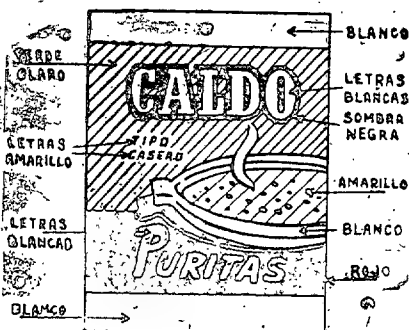 BLANCO
VERDE
CLARO
CALDO
LETRAS
BLANCAS
SOMBRA
NEGRA
LETRAS
AMARILLO
TIPO
CASERO
AMARILLO
LETRAS
BLANCAS
BLANCO
PURITAS
ROJO
BLANCO